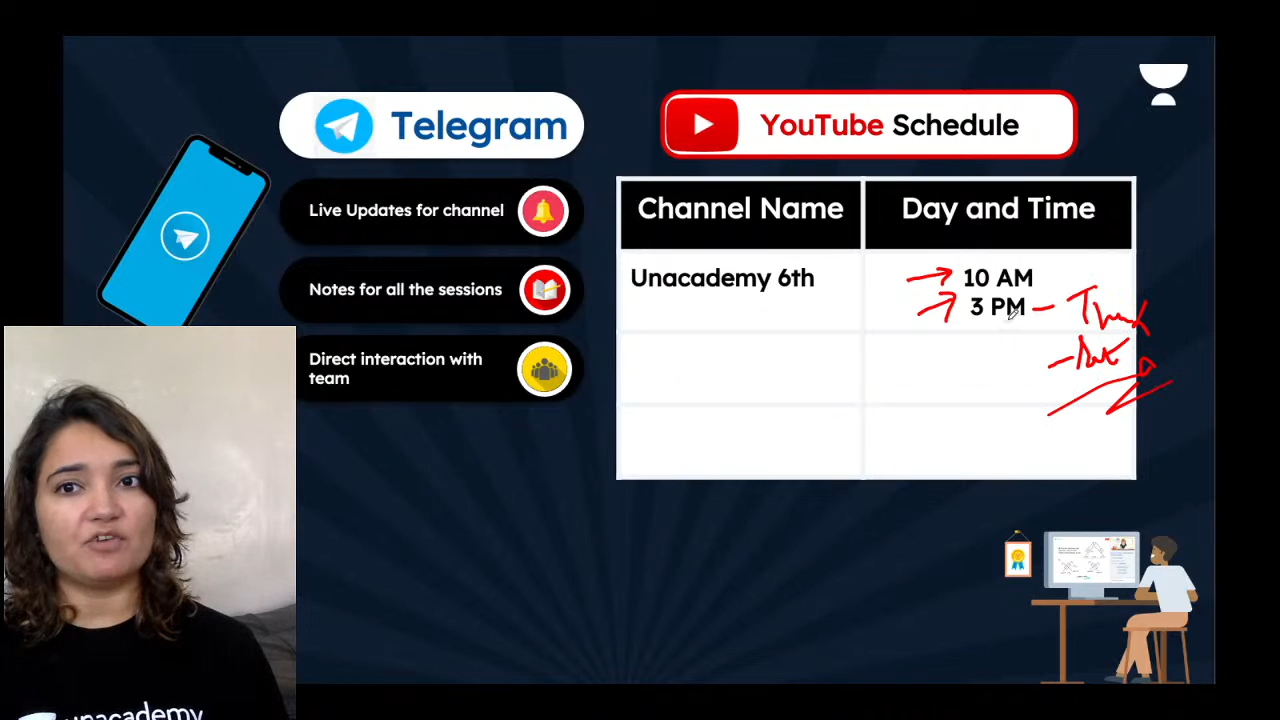 Telegram
YouTube Schedule
Live Updates for channel
Notes for all the sessions
Direct interaction with
team
Channel Name
Day and Time
Unacademy 6th
10 AM
3 PM
unacademy